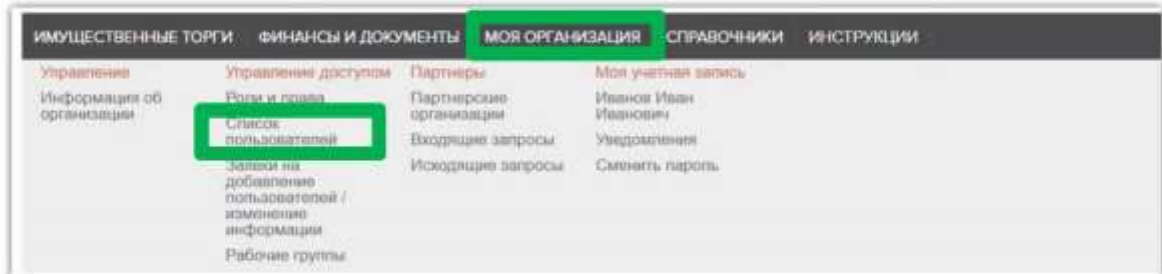 ИМУЩЕСТВЕННЫЕ ТОРГИ ФИНАНСЫ И ДОКУМЕНТЫ МОЯ ОРГАНИЗАЦИЯ СПРАВОЧНИКИ ИНСТРУКЦИИ
Управление
Информация об
организации
Управление доступом
Роли и права
Список
пользователей
Заявки на
добавление
пользователей /
изменение
информации
Рабочие группы
Партнеры
Партнерские
организации
Входящие запросы
Исходящие запросы
Моя учетная запись
Иванов Иван
Иванович
Уведомления
Сменить пароль